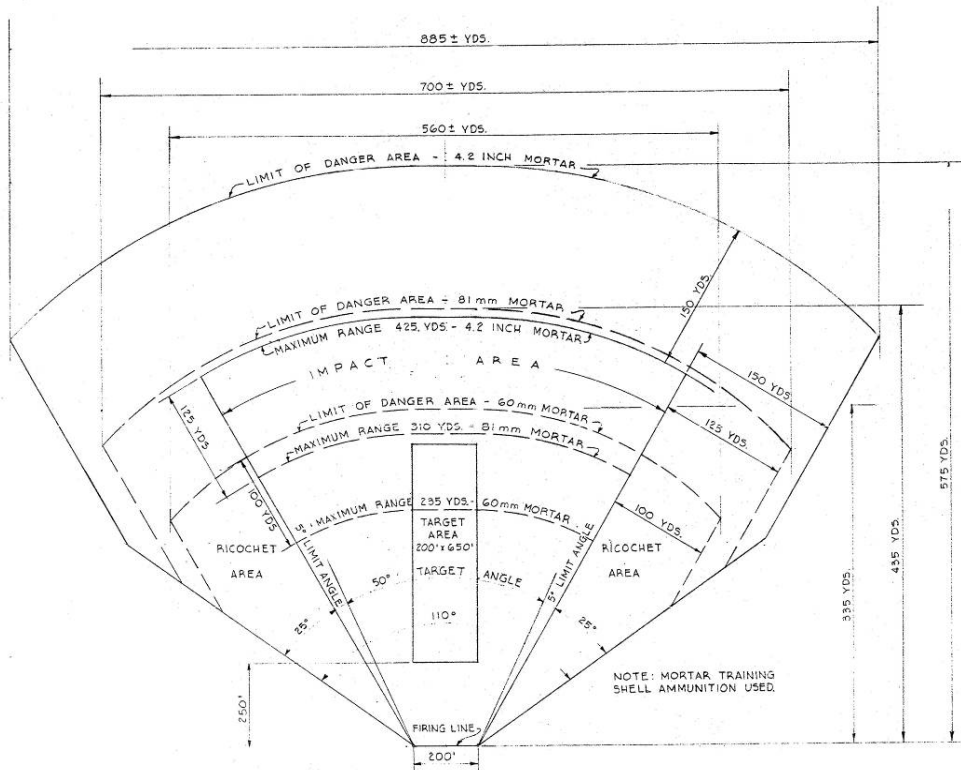 885± YDS.
700± YDS.
560± YDS.
LIMIT OF DANGER AREA - 4.2 INCH MORTAR
150 YDS.
LIMIT OF DANGER AREA - 81mm MORTAR
MAXIMUM RANGE 425 YDS. - 4.2 INCH MORTAR
IMPACT AREA
150 YDS.
125 YDS
LIMIT OF DANGER AREA - 60mm MORTAR
125 YDS.
MAXIMUM RANGE 310 YDS. - 81mm MORTAR
575 YDS.
100 YDS.
MAXIMUM RANGE 235 YDS. - 60mm MORTAR
100 YDS.
TARGET
AREA
200' x 650'
RICOCHET
AREA
5° LIMIT ANGLE
50°
TARGET ANGLE
5° LIMIT ANGLE
RICOCHET
AREA
335 YDS.
435 YDS.
110°
25°
25°
NOTE: MORTAR TRAINING
SHELL AMMUNITION USED.
250'
FIRING LINE
200'